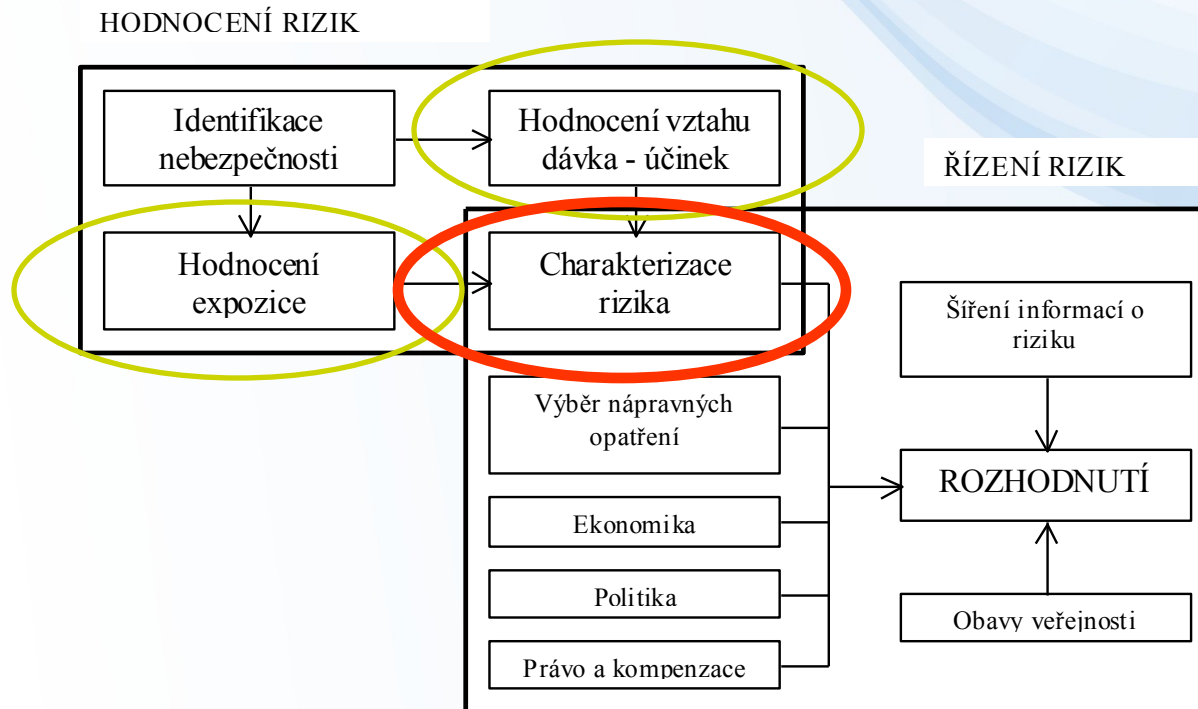 HODNOCENÍ RIZIK
Identifikace
nebezpečnosti
Hodnocení vztahu
dávka - účinek
ŘÍZENÍ RIZIK
Hodnocení
expozice
Charakterizace
rizika
Šíření informací o
riziku
Výběr nápravných
opatření
ROZHODNUTÍ
Ekonomika
Politika
Obavy veřejnosti
Právo a kompenzace